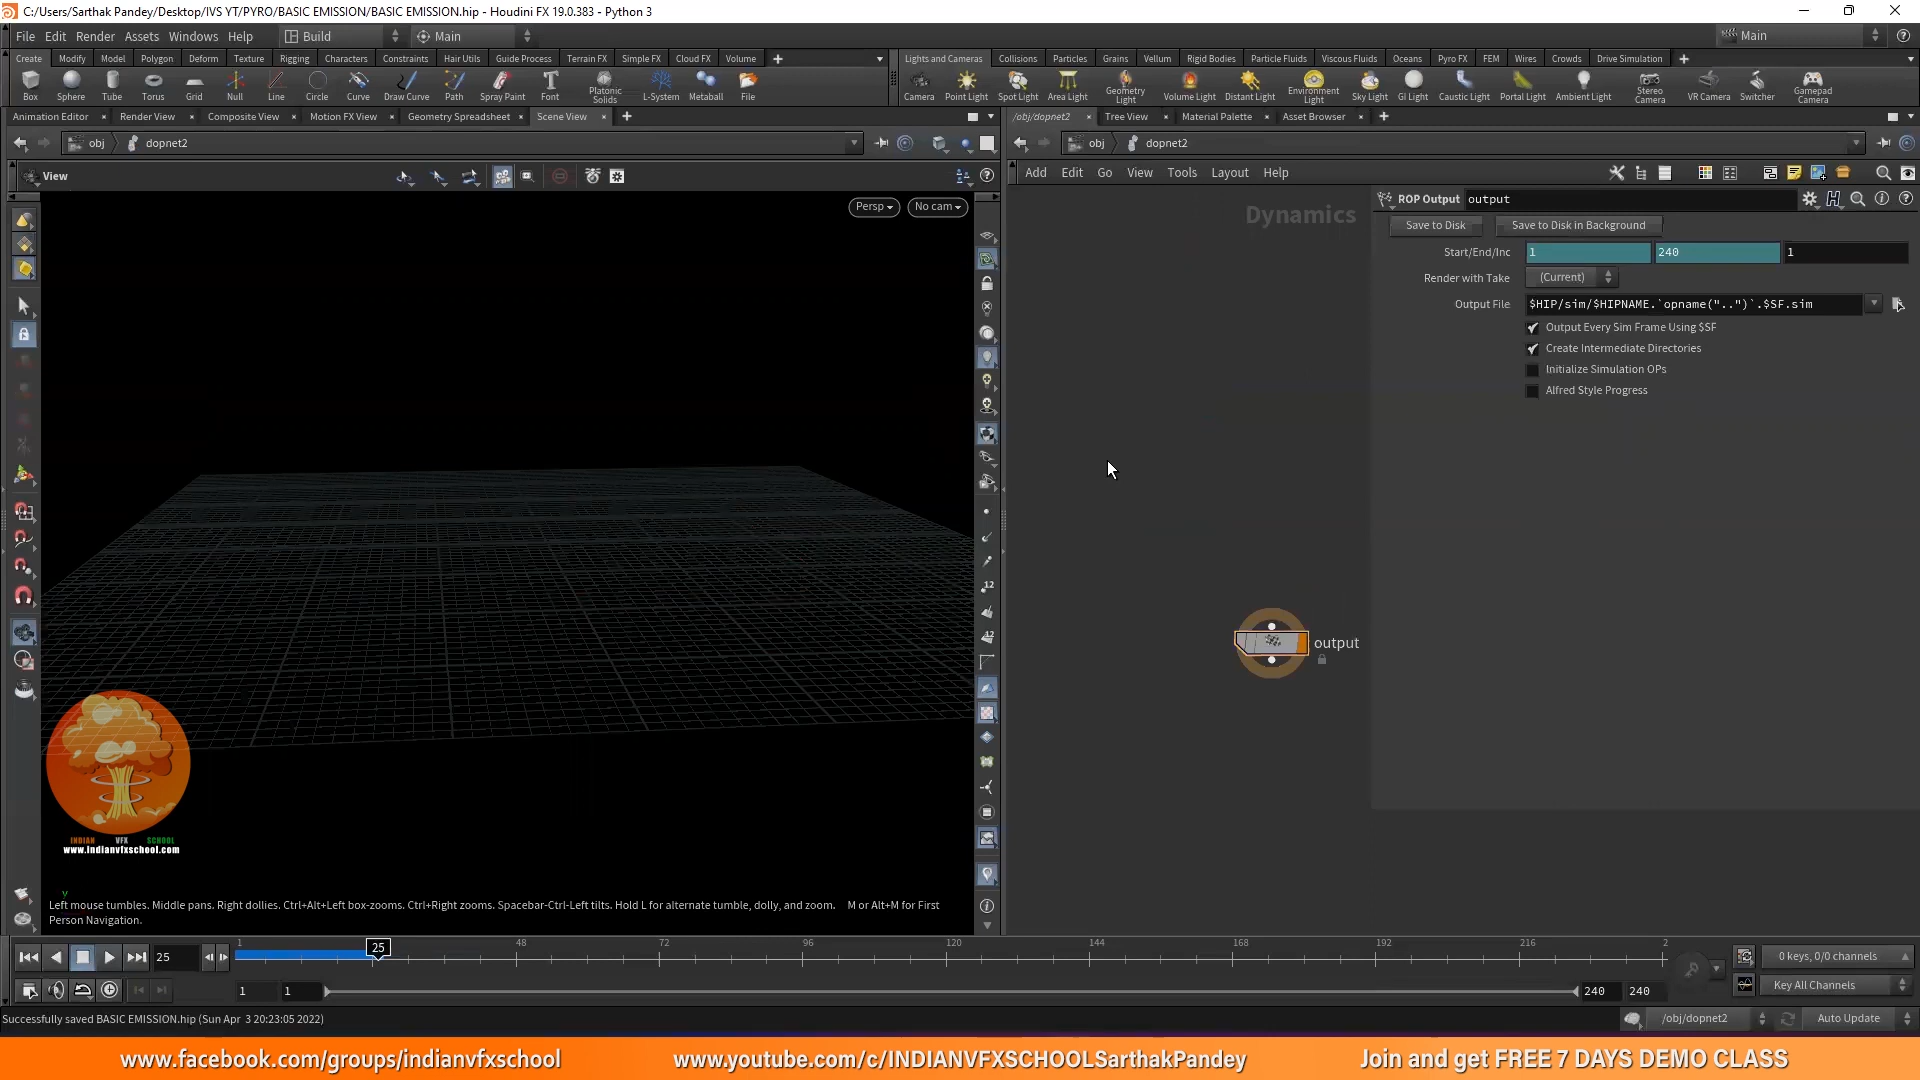 C:/Users/Sarthak Pandey/Desktop/IVS YT/PYRO/BASIC EMISSION/BASIC EMISSION.hip - Houdini FX 19.0.383 - Python 3
File Edit Render Assets Windows Help Build Main Main
Create Modify Model Polygon Deform Texture Rigging Characters Constraints Hair Utils Guide Process Terrain FX Simple FX Cloud FX Volume
Lights and Cameras Collisions Particles Grains Vellum Rigid Bodies Particle Fluids Viscous Fluids Oceans Pyro FX FEM Wires Crowds Drive Simulation
Box Sphere Tube Torus Grid Null Line Circle Curve Draw Curve Path Spray Paint Font Platonic Solids L-System Metaball File
Camera Point Light Spot Light Area Light Geometry Light Volume Light Distant Light Environment Light Sky Light GI Light Caustic Light Portal Light Ambient Light Stereo Camera VR Camera Switcher Gamepad Camera
Animation Editor Render View Composite View Motion FX View Geometry Spreadsheet Scene View
/obj/dopnet2 Tree View Material Palette Asset Browser
obj dopnet2
obj dopnet2
View
Add Edit Go View Tools Layout Help
Persp No cam
Dynamics
ROP Output output
Save to Disk Save to Disk in Background
Start/End/Inc 1 240 1
Render with Take (Current)
Output File $HIP/sim/$HIPNAME.`opname("..")`.$SF.sim
Output Every Sim Frame Using $SF
Create Intermediate Directories
Initialize Simulation OPs
Alfred Style Progress
output
12
12
INDIAN VFX SCHOOL
www.indianvfxschool.com
y
Left mouse tumbles. Middle pans. Right dollies. Ctrl+Alt+Left box-zooms. Ctrl+Right zooms. Spacebar-Ctrl-Left tilts. Hold L for alternate tumble, dolly, and zoom. M or Alt+M for First
Person Navigation.
25 1 25 48 72 96 120 144 168 192 216 2
0 keys, 0/0 channels
1 1 240 240
Key All Channels
Successfully saved BASIC EMISSION.hip (Sun Apr 3 20:23:05 2022)
/obj/dopnet2 Auto Update
www.facebook.com/groups/indianvfxschool www.youtube.com/c/INDIANVFXSCHOOLSarthakPandey Join and get FREE 7 DAYS DEMO CLASS